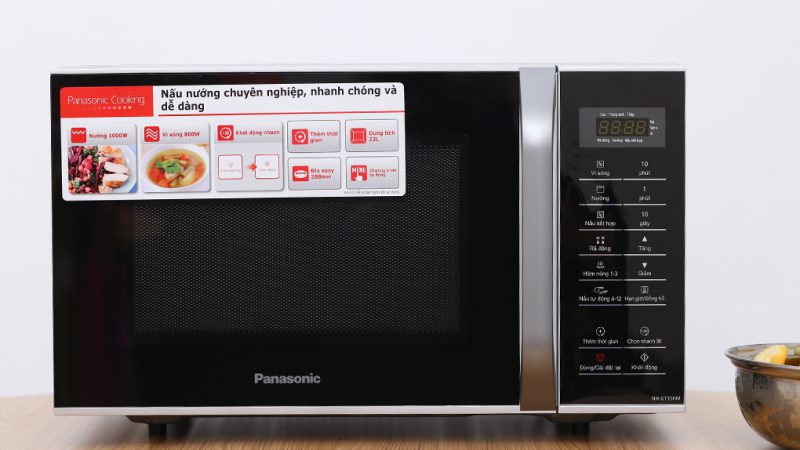 Panasonic Cooking
Nấu nướng chuyên nghiệp, nhanh chóng và
dễ dàng
Nướng 1000W
Vi sóng 800W
Khởi động nhanh
Thêm thời
gian
Dung tích
23L
Đĩa xoay
288mm
MENU
Chương trình
tự động
Panasonic
Vi sóng
10
phút
Nướng
1
phút
Nấu kết hợp
10
giây
Rã đông
Tăng
Hâm nóng 1-3
Giảm
Nấu tự động 4-12
Hẹn giờ/Đồng hồ
Thêm thời gian
Chọn nhanh 30
Dừng/Cài đặt lại
Khởi động
NN-GT35HM